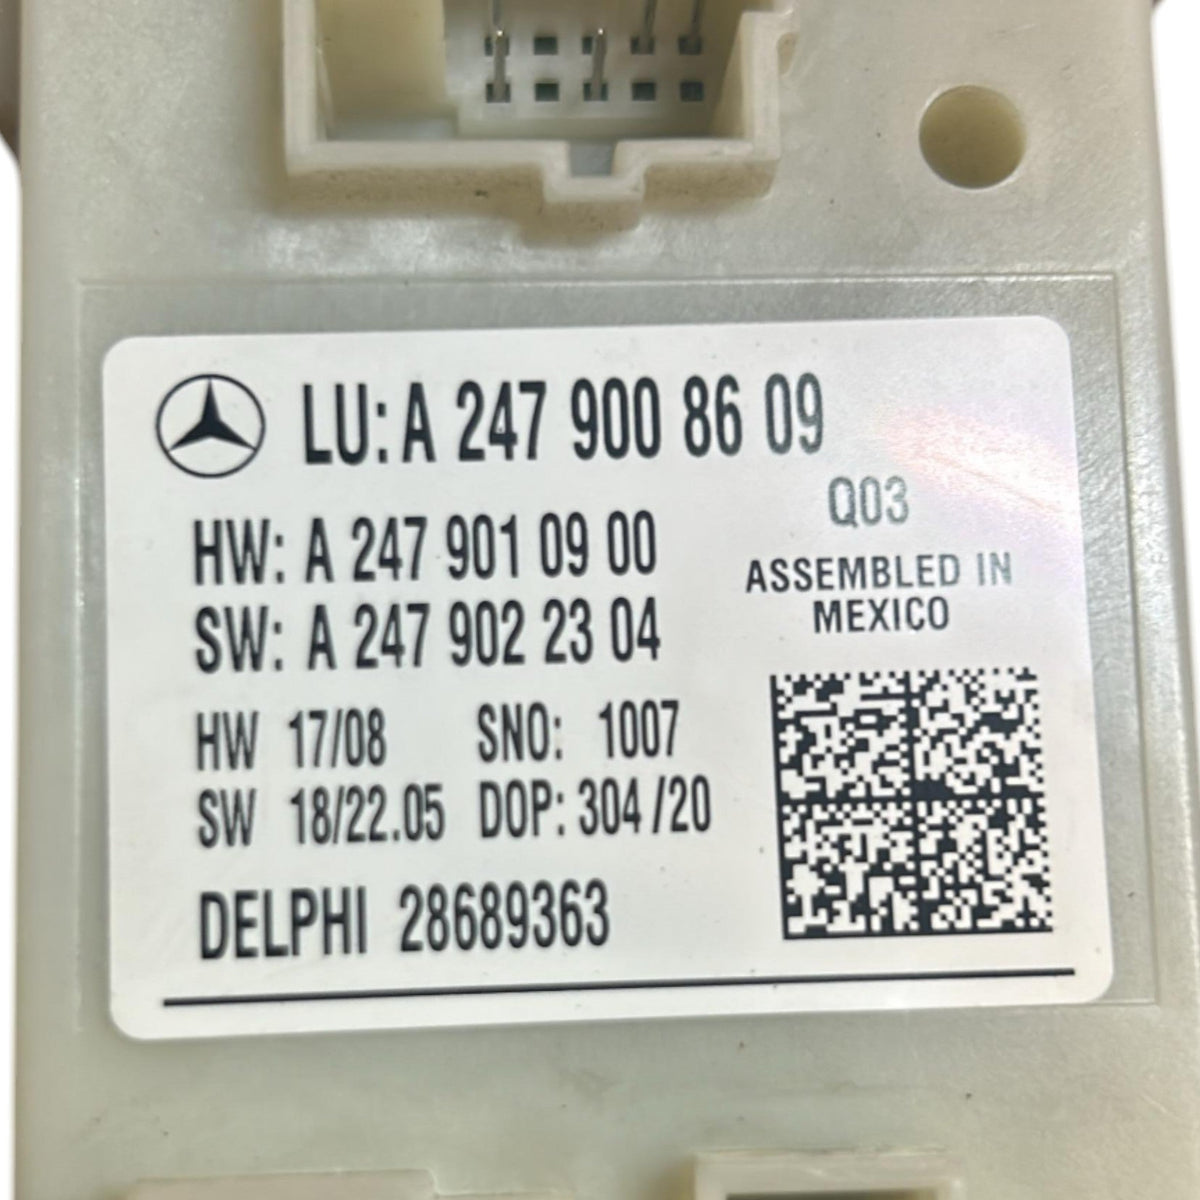 LU: A 247 900 86 09
Q03
HW: A 247 901 09 00
ASSEMBLED IN
MEXICO
SW: A 247 902 23 04
HW 17/08 SNO: 1007
SW 18/22.05 DOP: 304/20
DELPHI 28689363